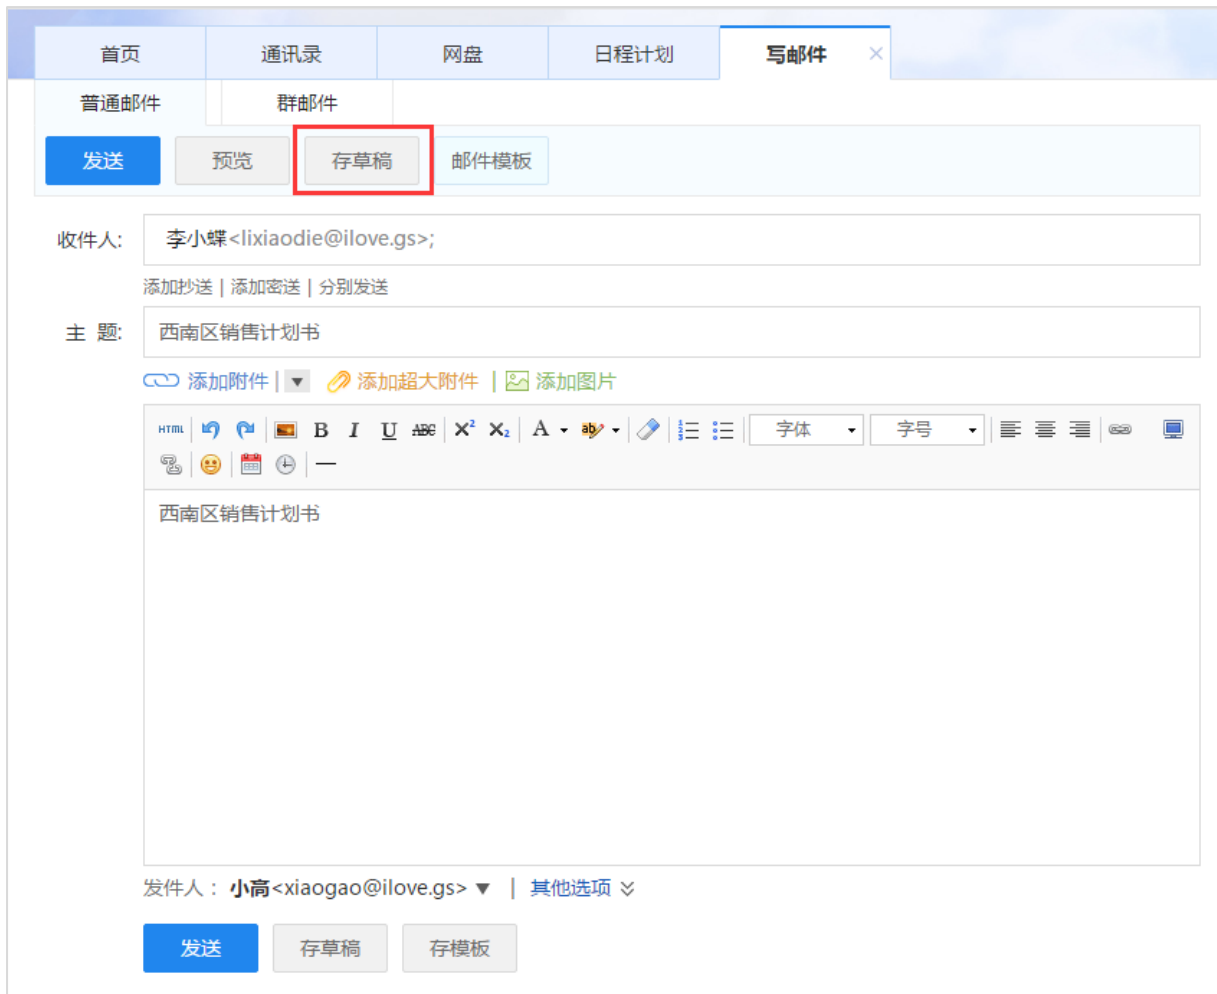 首页 通讯录 网盘 日程计划 写邮件 ×
普通邮件 群邮件
发送 预览 存草稿 邮件模板
收件人: 李小蝶<lixiaodie@ilove.gs>;
添加抄送 | 添加密送 | 分别发送
主 题: 西南区销售计划书
添加附件 | ▼ 添加超大附件 | 添加图片
HTML B I U ABC X² X₂ A ab 字体 字号
西南区销售计划书
发件人： 小高<xiaogao@ilove.gs> ▼ | 其他选项
发送 存草稿 存模板